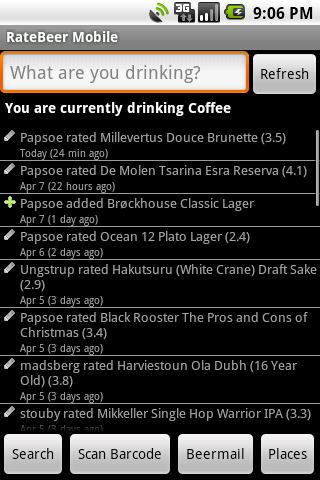 3G
9:06 PM
RateBeer Mobile
What are you drinking?
Refresh
You are currently drinking Coffee
Papsoe rated Millevertus Douce Brunette (3.5)
Today (24 min ago)
Papsoe rated De Molen Tsarina Esra Reserva (4.1)
Apr 7 (22 hours ago)
Papsoe added Brøckhouse Classic Lager
Apr 7 (1 day ago)
Papsoe rated Ocean 12 Plato Lager (2.4)
Apr 6 (2 days ago)
Ungstrup rated Hakutsuru (White Crane) Draft Sake
(2.9)
Apr 5 (3 days ago)
Papsoe rated Black Rooster The Pros and Cons of
Christmas (3.4)
Apr 5 (3 days ago)
madsberg rated Harviestoun Ola Dubh (16 Year
Old) (3.8)
Apr 5 (3 days ago)
stouby rated Mikkeller Single Hop Warrior IPA (3.3)
Apr 5 (3 days ago)
Search
Scan Barcode
Beermail
Places